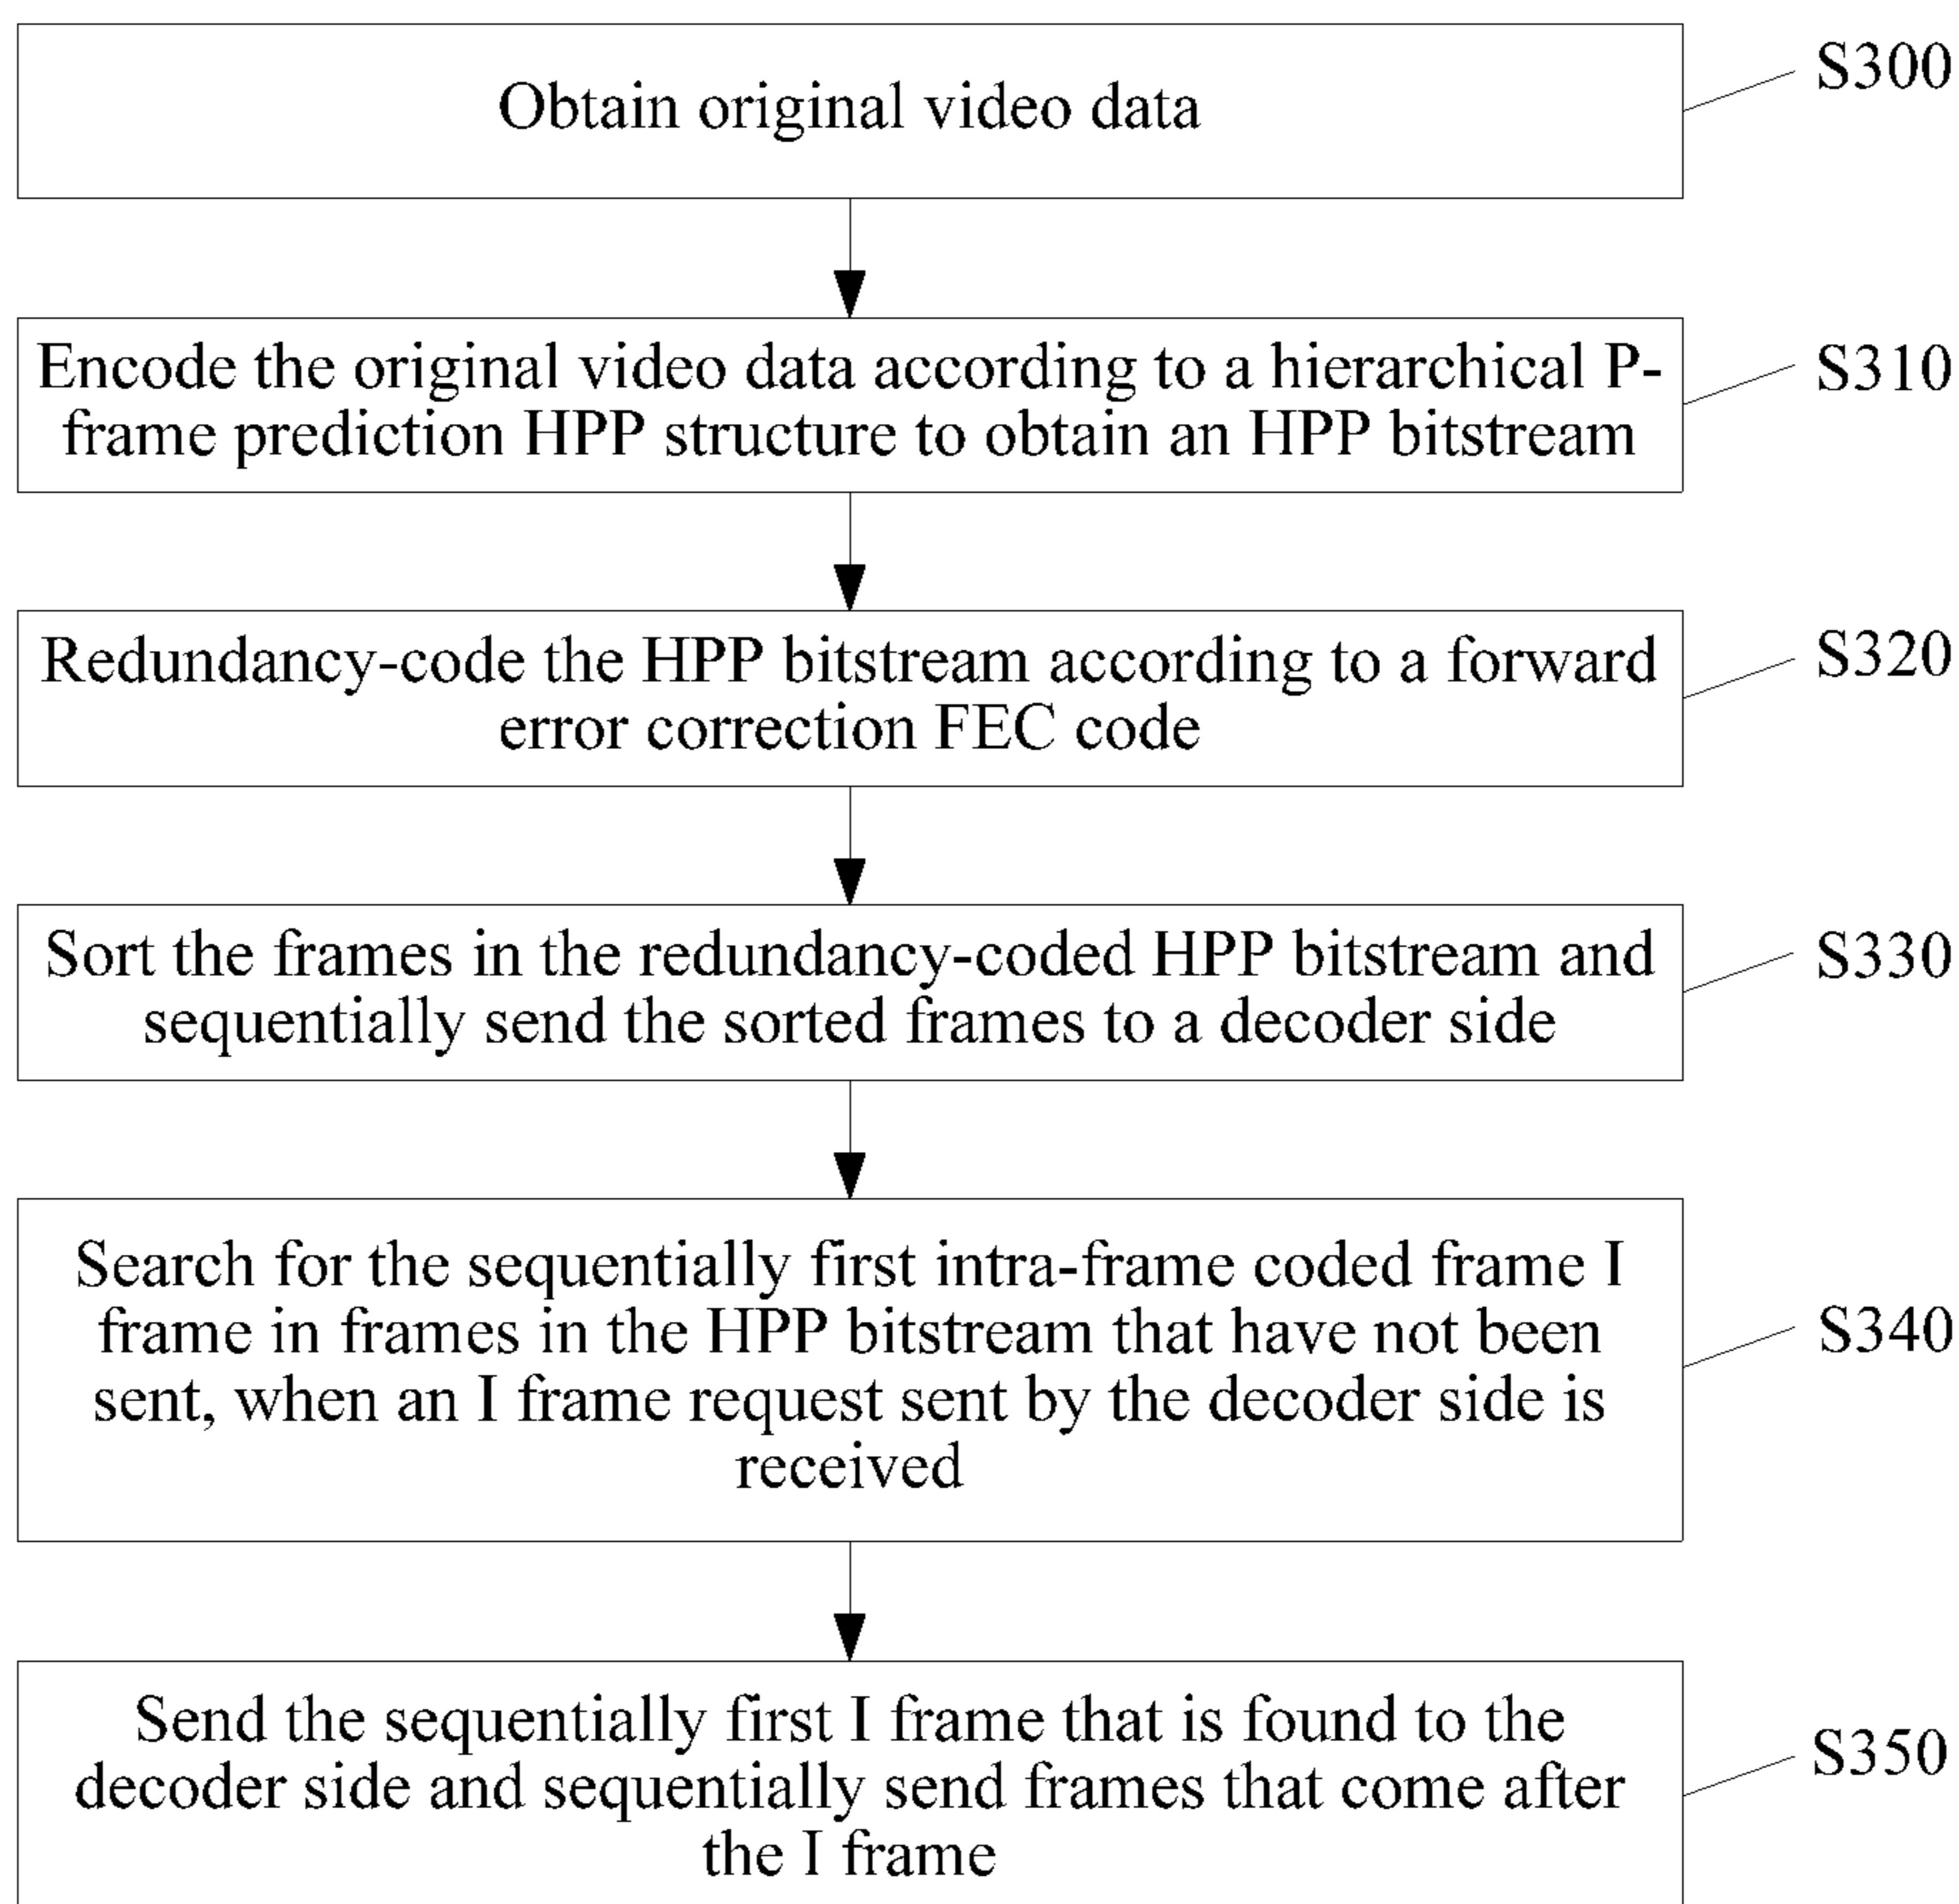 Obtain original video data
S300
Encode the original video data according to a hierarchical P-
frame prediction HPP structure to obtain an HPP bitstream
S310
Redundancy-code the HPP bitstream according to a forward
error correction FEC code
S320
Sort the frames in the redundancy-coded HPP bitstream and
sequentially send the sorted frames to a decoder side
S330
Search for the sequentially first intra-frame coded frame I
frame in frames in the HPP bitstream that have not been
sent, when an I frame request sent by the decoder side is
received
S340
Send the sequentially first I frame that is found to the
decoder side and sequentially send frames that come after
the I frame
S350